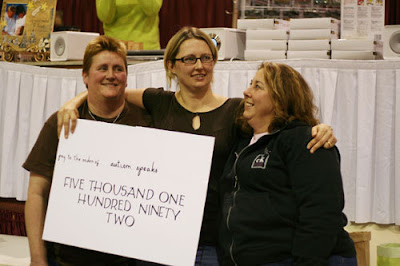 pay to the order of autism speaks
FIVE THOUSAND ONE
HUNDRED NINETY
TWO